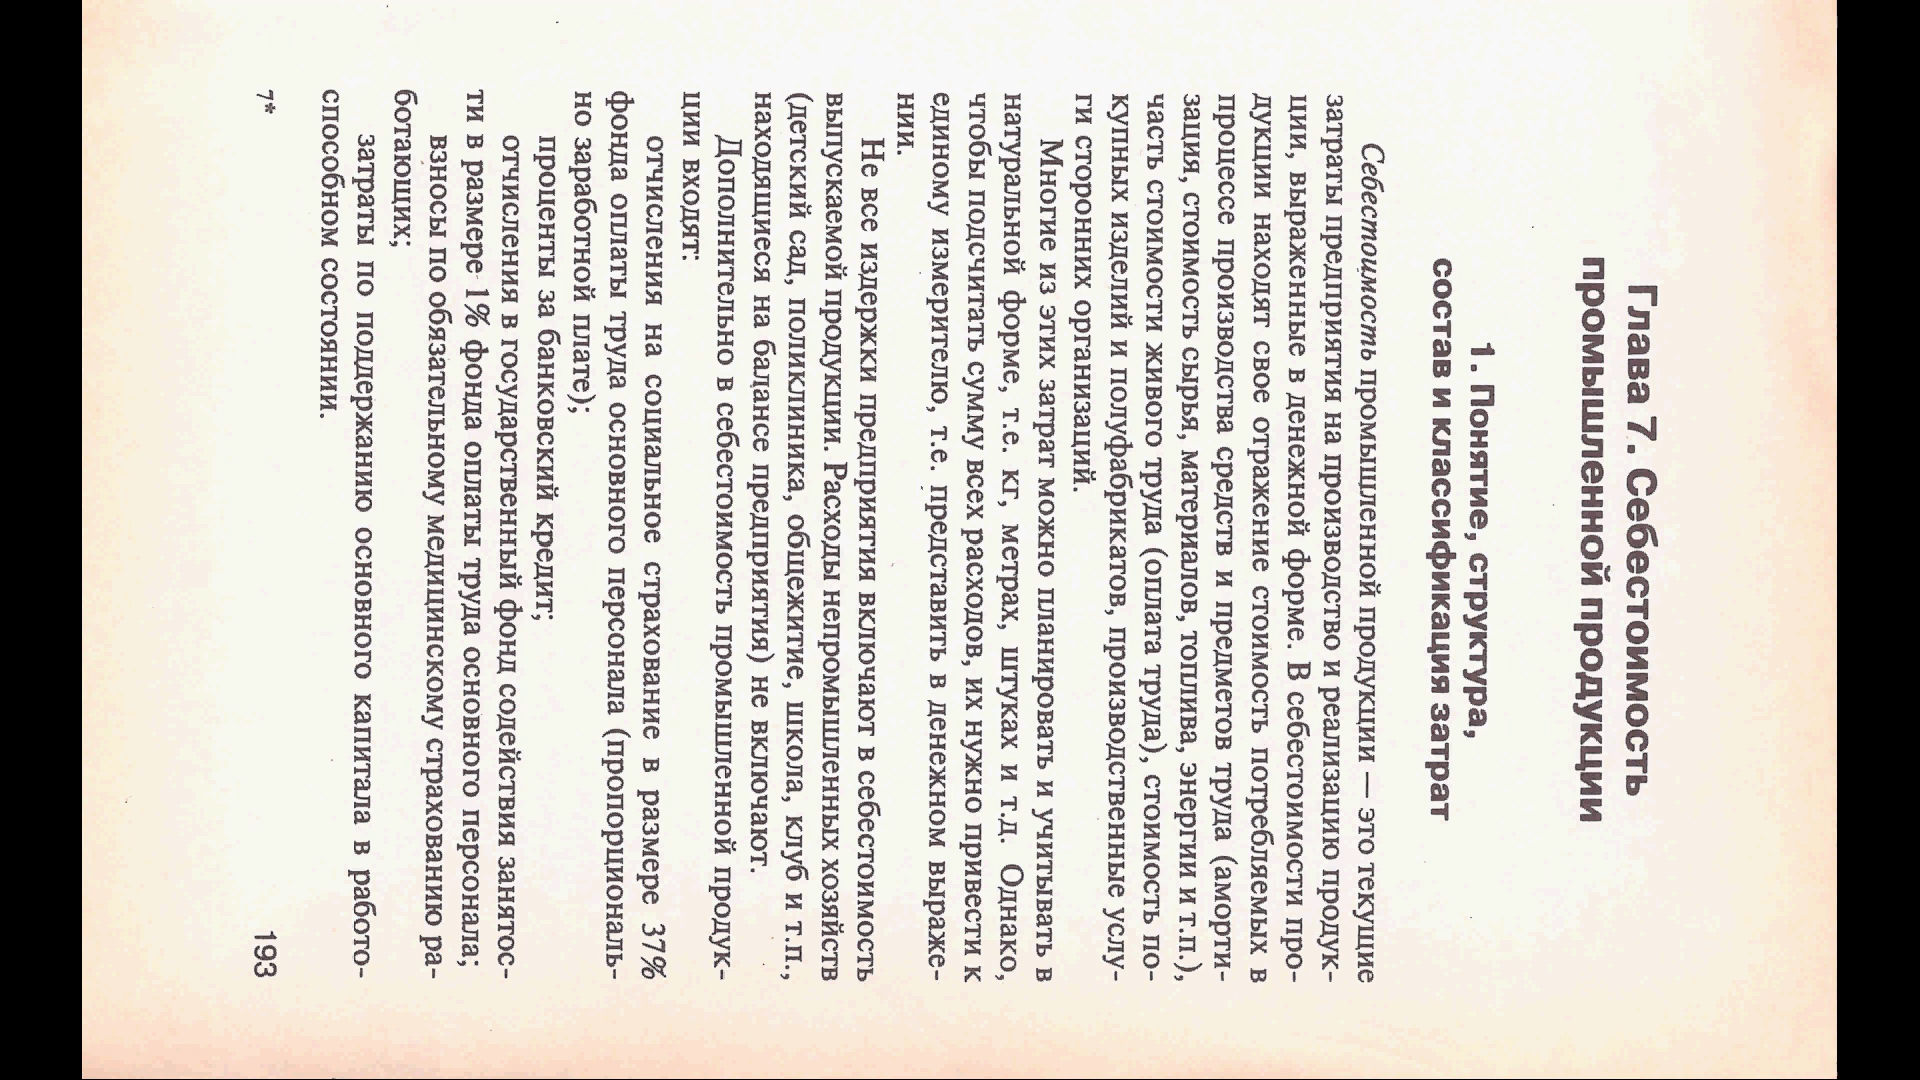 Глава 7. Себестоимость
промышленной продукции
1. Понятие, структура,
состав и классификация затрат
Себестоимость промышленной продукции — это текущие
затраты предприятия на производство и реализацию продук-
ции, выраженные в денежной форме. В себестоимости про-
дукции находят свое отражение стоимость потребляемых в
процессе производства средств и предметов труда (аморти-
зация, стоимость сырья, материалов, топлива, энергии и т.п.),
часть стоимости живого труда (оплата труда), стоимость по-
купных изделий и полуфабрикатов, производственные услу-
ги сторонних организаций.
Многие из этих затрат можно планировать и учитывать в
натуральной форме, т.е. кг, метрах, штуках и т.д. Однако,
чтобы подсчитать сумму всех расходов, их нужно привести к
единому измерителю, т.е. представить в денежном выраже-
нии.
Не все издержки предприятия включают в себестоимость
выпускаемой продукции. Расходы непромышленных хозяйств
(детский сад, поликлиника, общежитие, школа, клуб и т.п.,
находящиеся на балансе предприятия) не включают.
Дополнительно в себестоимость промышленной продук-
ции входят:
отчисления на социальное страхование в размере 37%
фонда оплаты труда основного персонала (пропорциональ-
но заработной плате);
проценты за банковский кредит;
отчисления в государственный фонд содействия занятос-
ти в размере 1% фонда оплаты труда основного персонала;
взносы по обязательному медицинскому страхованию ра-
ботающих;
затраты по поддержанию основного капитала в работо-
способном состоянии.
7*
193